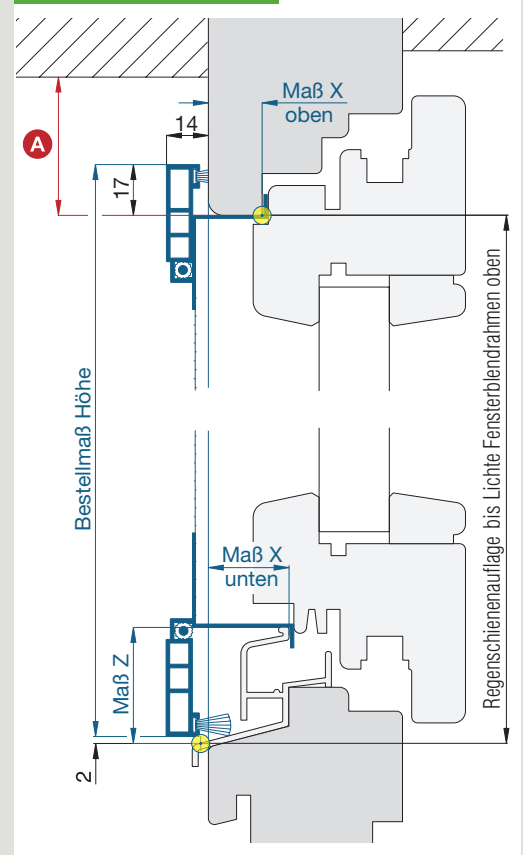 Maß X
oben
14
A
17
Bestellmaß Höhe
Regenschienenauflage bis Lichte Fensterblendrahmen oben
Maß X
unten
Maß Z
2